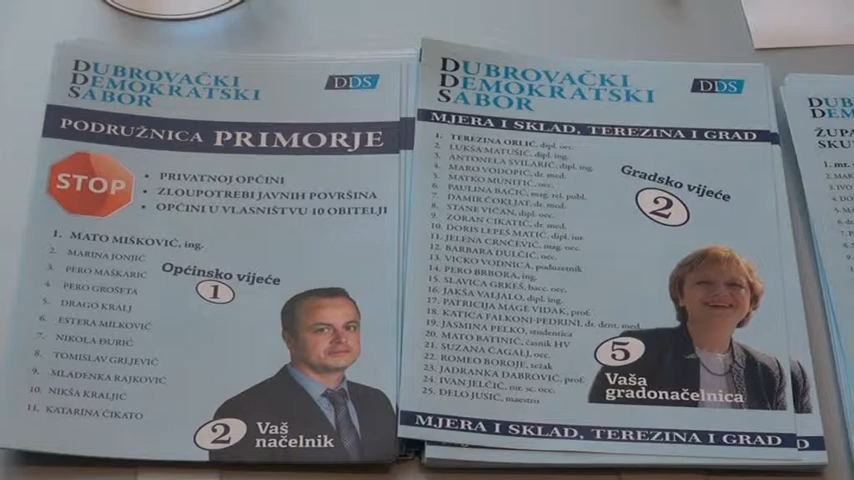 DUBROVAČKI
DEMOKRATSKI
SABOR
DDS
PODRUŽNICA PRIMORJE
STOP
• PRIVATNOJ OPĆINI
• ZLOUPOTREBI JAVNIH POVRŠINA
• OPĆINI U VLASNIŠTVU 10 OBITELJI
1. MATO MIŠKOVIĆ, ing.
2. MARINA JONJIĆ
3. PERO MAŠKARIĆ
4. PERO GROŠETA
5. DRAGO KRALJ
6. ESTERA MILKOVIĆ
7. NIKOLA ĐURIĆ
8. TOMISLAV GRLJEVIĆ
9. MLADENKA RAJKOVIĆ
10. NIKŠA KRALJIĆ
11. KATARINA ČIKATO
Općinsko vijeće
1
2
Vaš
načelnik
DUBROVAČKI
DEMOKRATSKI
SABOR
DDS
MJERA I SKLAD, TEREZINA I GRAD
1. TEREZINA ORLIĆ, dipl. oec.
2. LUKŠA MATUŠIĆ, dipl. ing.
3. ANTONELA SVILARIĆ, dipl. ing.
4. MARO VODOPIĆ, dr. med.
5. MATKO MUNITIĆ, oec.
6. PAULINA BAČIĆ, mag. rel. publ.
7. DAMIR ČOKLJAT, dr. med.
8. STANE VIČAN, dipl. oec.
9. ZORAN CIKATIĆ, dr. med.
10. DORIS LEPEŠ MATIĆ, dipl. iur.
11. JELENA CRNČEVIĆ, mag. oec.
12. BARBARA DULČIĆ, oec.
13. VICKO VODNICA, poduzetnik
14. PERO BRBORA, ing.
15. SLAVICA GRKEŠ, bacc. oec.
16. JAKŠA VALJALO, dipl. ing.
17. PATRICIJA MAGE VIDAK, prof.
18. KATICA FALKONI-PEDRINI, dr. dent. med.
19. JASMINA PELKO, studentica
20. MATO BATINIĆ, časnik HV
21. SUZANA ČAGALJ, oec.
22. ROMEO BOROJE, težak
23. JADRANKA DABROVIĆ, prof.
24. IVAN JELČIĆ, mr. sc. oec.
25. DELO JUSIĆ, maestro
Gradsko vijeće
2
5
Vaša
gradonačelnica
MJERA I SKLAD, TEREZINA I GRAD
DUBRO
DEM
SABO
ŽUPA
SKU
1. mr.